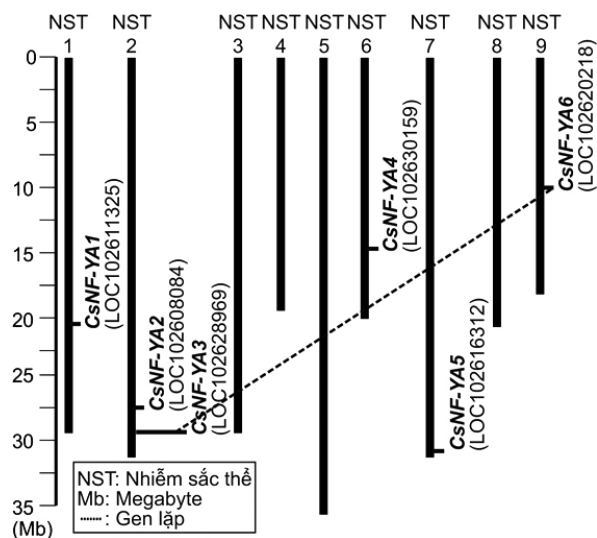 NST NST NST NST NST NST NST NST NST
1 2 3 4 5 6 7 8 9
0
5
10
15
20
25
30
35
(Mb)
CsNF-YA1
(LOC102611325)
CsNF-YA2
(LOC102608084)
CsNF-YA3
(LOC102628969)
CsNF-YA4
(LOC102630159)
CsNF-YA5
(LOC102616312)
CsNF-YA6
(LOC102620218)
NST: Nhiễm sắc thể
Mb: Megabyte
: Gen lặp